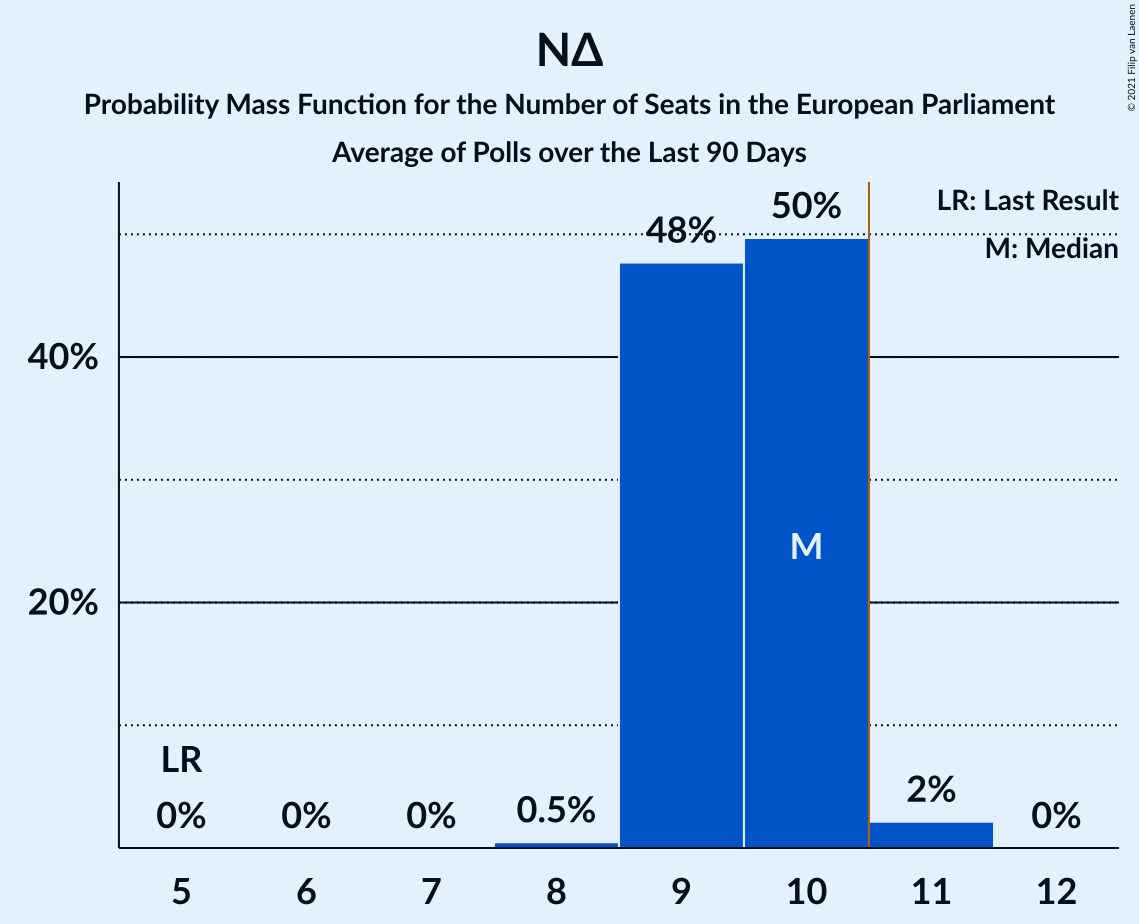 © 2021 Filip van Laenen
ΝΔ
Probability Mass Function for the Number of Seats in the European Parliament
Average of Polls over the Last 90 Days
LR: Last Result
M: Median
50%
48%
40%
20%
M
LR
0% 0% 0% 0.5% 2% 0%
5 6 7 8 9 10 11 12